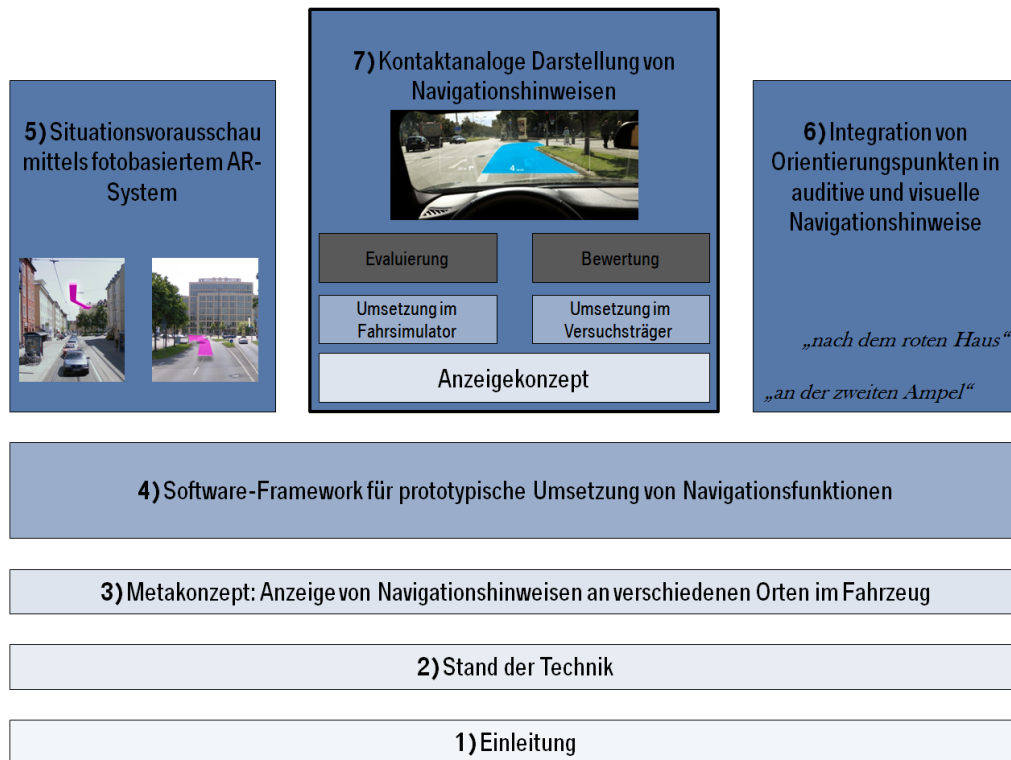 5) Situationsvorausschau
mittels fotobasiertem AR-
System
7) Kontaktanaloge Darstellung von
Navigationshinweisen
Evaluierung
Bewertung
Umsetzung im
Fahrsimulator
Umsetzung im
Versuchsträger
Anzeigekonzept
6) Integration von
Orientierungspunkten in
auditive und visuelle
Navigationshinweise
„nach dem roten Haus“
„an der zweiten Ampel“
4) Software-Framework für prototypische Umsetzung von Navigationsfunktionen
3) Metakonzept: Anzeige von Navigationshinweisen an verschiedenen Orten im Fahrzeug
2) Stand der Technik
1) Einleitung